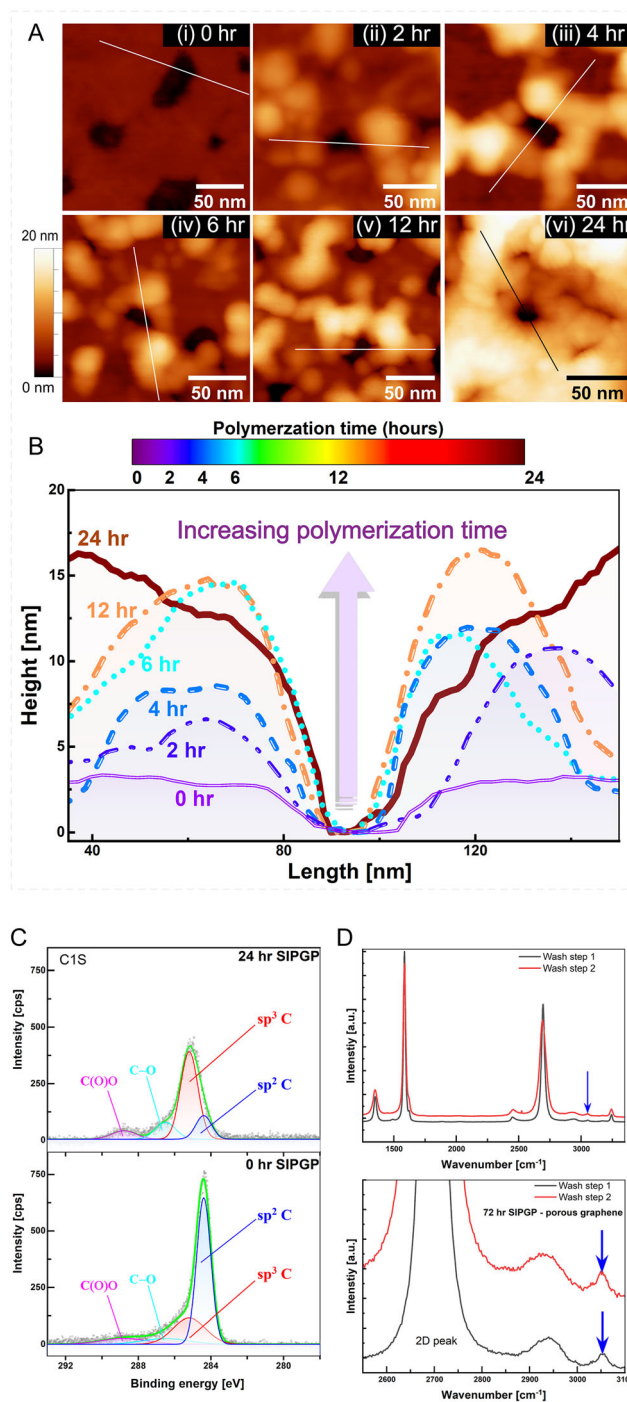 A
(i) 0 hr
(ii) 2 hr
(iii) 4 hr
50 nm
50 nm
50 nm
(iv) 6 hr
(v) 12 hr
(vi) 24 hr
20 nm
0 nm
50 nm
50 nm
50 nm
B
Polymerzation time (hours)
0 2 4 6 12 24
Increasing polymerization time
24 hr
12 hr
6 hr
4 hr
2 hr
0 hr
Height [nm]
20
15
10
5
0
40 80 120
Length [nm]
C
C1S
24 hr SIPGP
sp³ C
C–O
C(O)O
sp² C
Intensity [cps]
750
500
250
0
0 hr SIPGP
sp² C
C–O
C(O)O
sp³ C
Intensity [cps]
750
500
250
0
292 288 284 280
Binding energy [eV]
D
Wash step 1
Wash step 2
Intenstiy [a.u.]
1500 2000 2500 3000
Wavenumber [cm⁻¹]
Wash step 1
Wash step 2
72 hr SIPGP - porous graphene
2D peak
Intenstiy [a.u.]
2600 2700 2800 2900 3000 3100
Wavenumber [cm⁻¹]